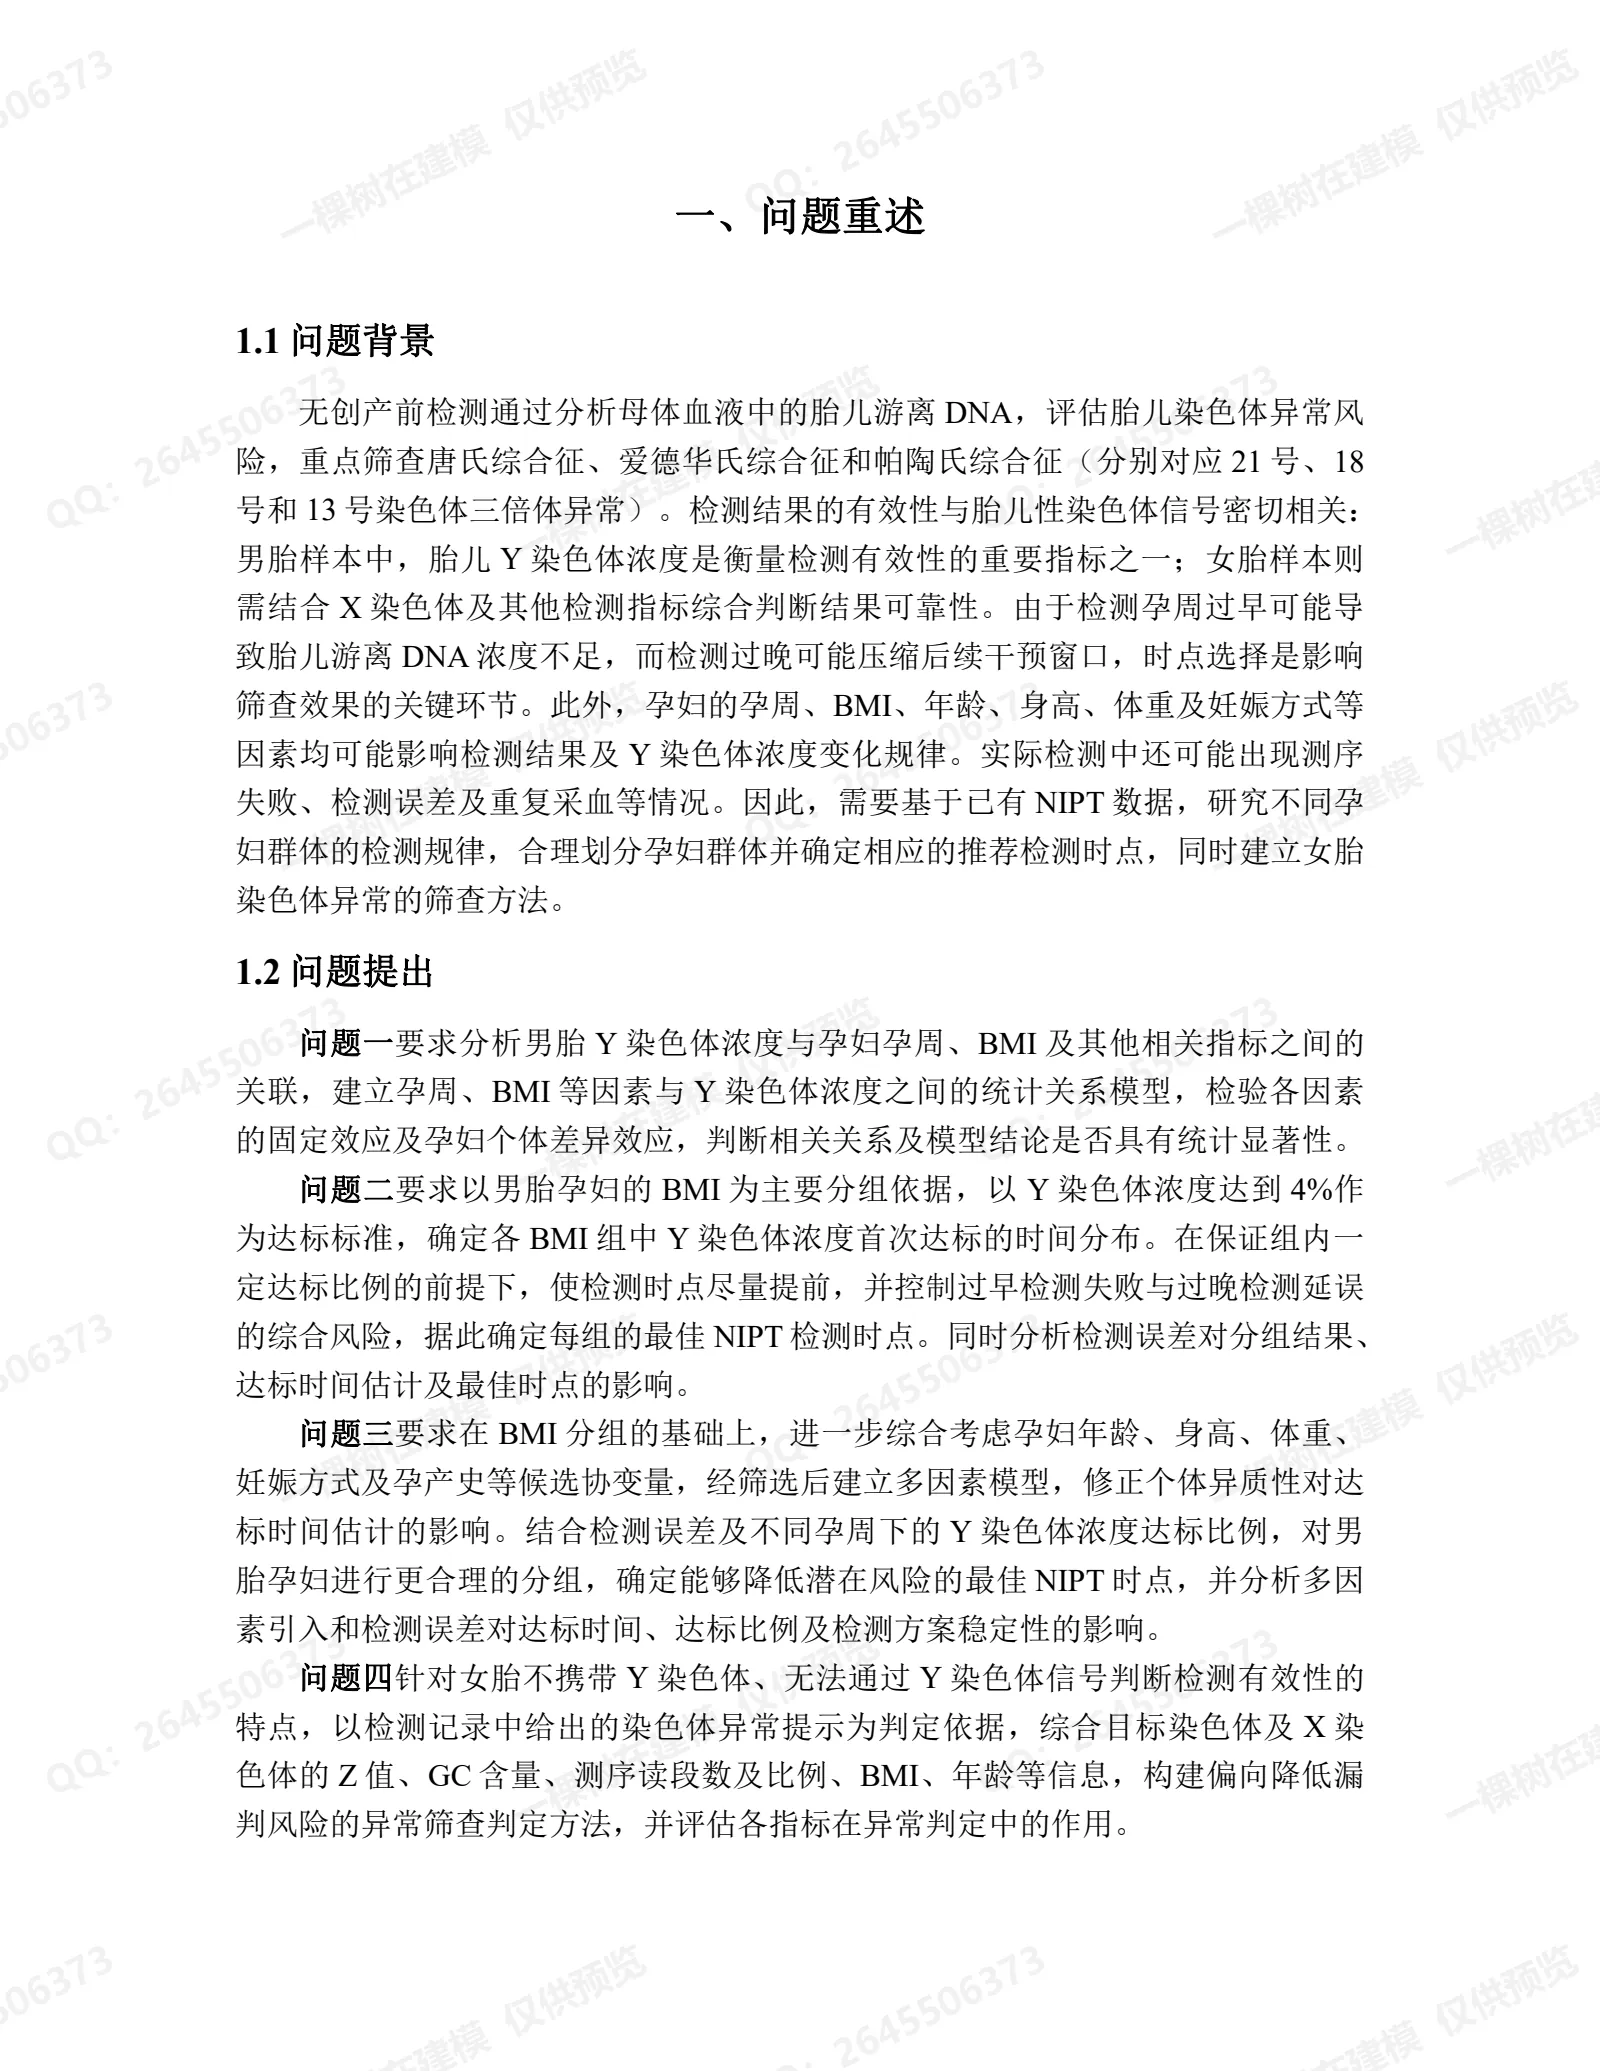 一、问题重述
1.1 问题背景
无创产前检测通过分析母体血液中的胎儿游离 DNA，评估胎儿染色体异常风
险，重点筛查唐氏综合征、爱德华氏综合征和帕陶氏综合征（分别对应 21 号、18
号和 13 号染色体三倍体异常）。检测结果的有效性与胎儿性染色体信号密切相关：
男胎样本中，胎儿 Y 染色体浓度是衡量检测有效性的重要指标之一；女胎样本则
需结合 X 染色体及其他检测指标综合判断结果可靠性。由于检测孕周过早可能导
致胎儿游离 DNA 浓度不足，而检测过晚可能压缩后续干预窗口，时点选择是影响
筛查效果的关键环节。此外，孕妇的孕周、BMI、年龄、身高、体重及妊娠方式等
因素均可能影响检测结果及 Y 染色体浓度变化规律。实际检测中还可能出现测序
失败、检测误差及重复采血等情况。因此，需要基于已有 NIPT 数据，研究不同孕
妇群体的检测规律，合理划分孕妇群体并确定相应的推荐检测时点，同时建立女胎
染色体异常的筛查方法。
1.2 问题提出
问题一要求分析男胎 Y 染色体浓度与孕妇孕周、BMI 及其他相关指标之间的
关联，建立孕周、BMI 等因素与 Y 染色体浓度之间的统计关系模型，检验各因素
的固定效应及孕妇个体差异效应，判断相关关系及模型结论是否具有统计显著性。
问题二要求以男胎孕妇的 BMI 为主要分组依据，以 Y 染色体浓度达到 4%作
为达标标准，确定各 BMI 组中 Y 染色体浓度首次达标的时间分布。在保证组内一
定达标比例的前提下，使检测时点尽量提前，并控制过早检测失败与过晚检测延误
的综合风险，据此确定每组的最佳 NIPT 检测时点。同时分析检测误差对分组结果、
达标时间估计及最佳时点的影响。
问题三要求在 BMI 分组的基础上，进一步综合考虑孕妇年龄、身高、体重、
妊娠方式及孕产史等候选协变量，经筛选后建立多因素模型，修正个体异质性对达
标时间估计的影响。结合检测误差及不同孕周下的 Y 染色体浓度达标比例，对男
胎孕妇进行更合理的分组，确定能够降低潜在风险的最佳 NIPT 时点，并分析多因
素引入和检测误差对达标时间、达标比例及检测方案稳定性的影响。
问题四针对女胎不携带 Y 染色体、无法通过 Y 染色体信号判断检测有效性的
特点，以检测记录中给出的染色体异常提示为判定依据，综合目标染色体及 X 染
色体的 Z 值、GC 含量、测序读段数及比例、BMI、年龄等信息，构建偏向降低漏
判风险的异常筛查判定方法，并评估各指标在异常判定中的作用。
一棵树在建模 仅供预览
QQ：2645506373